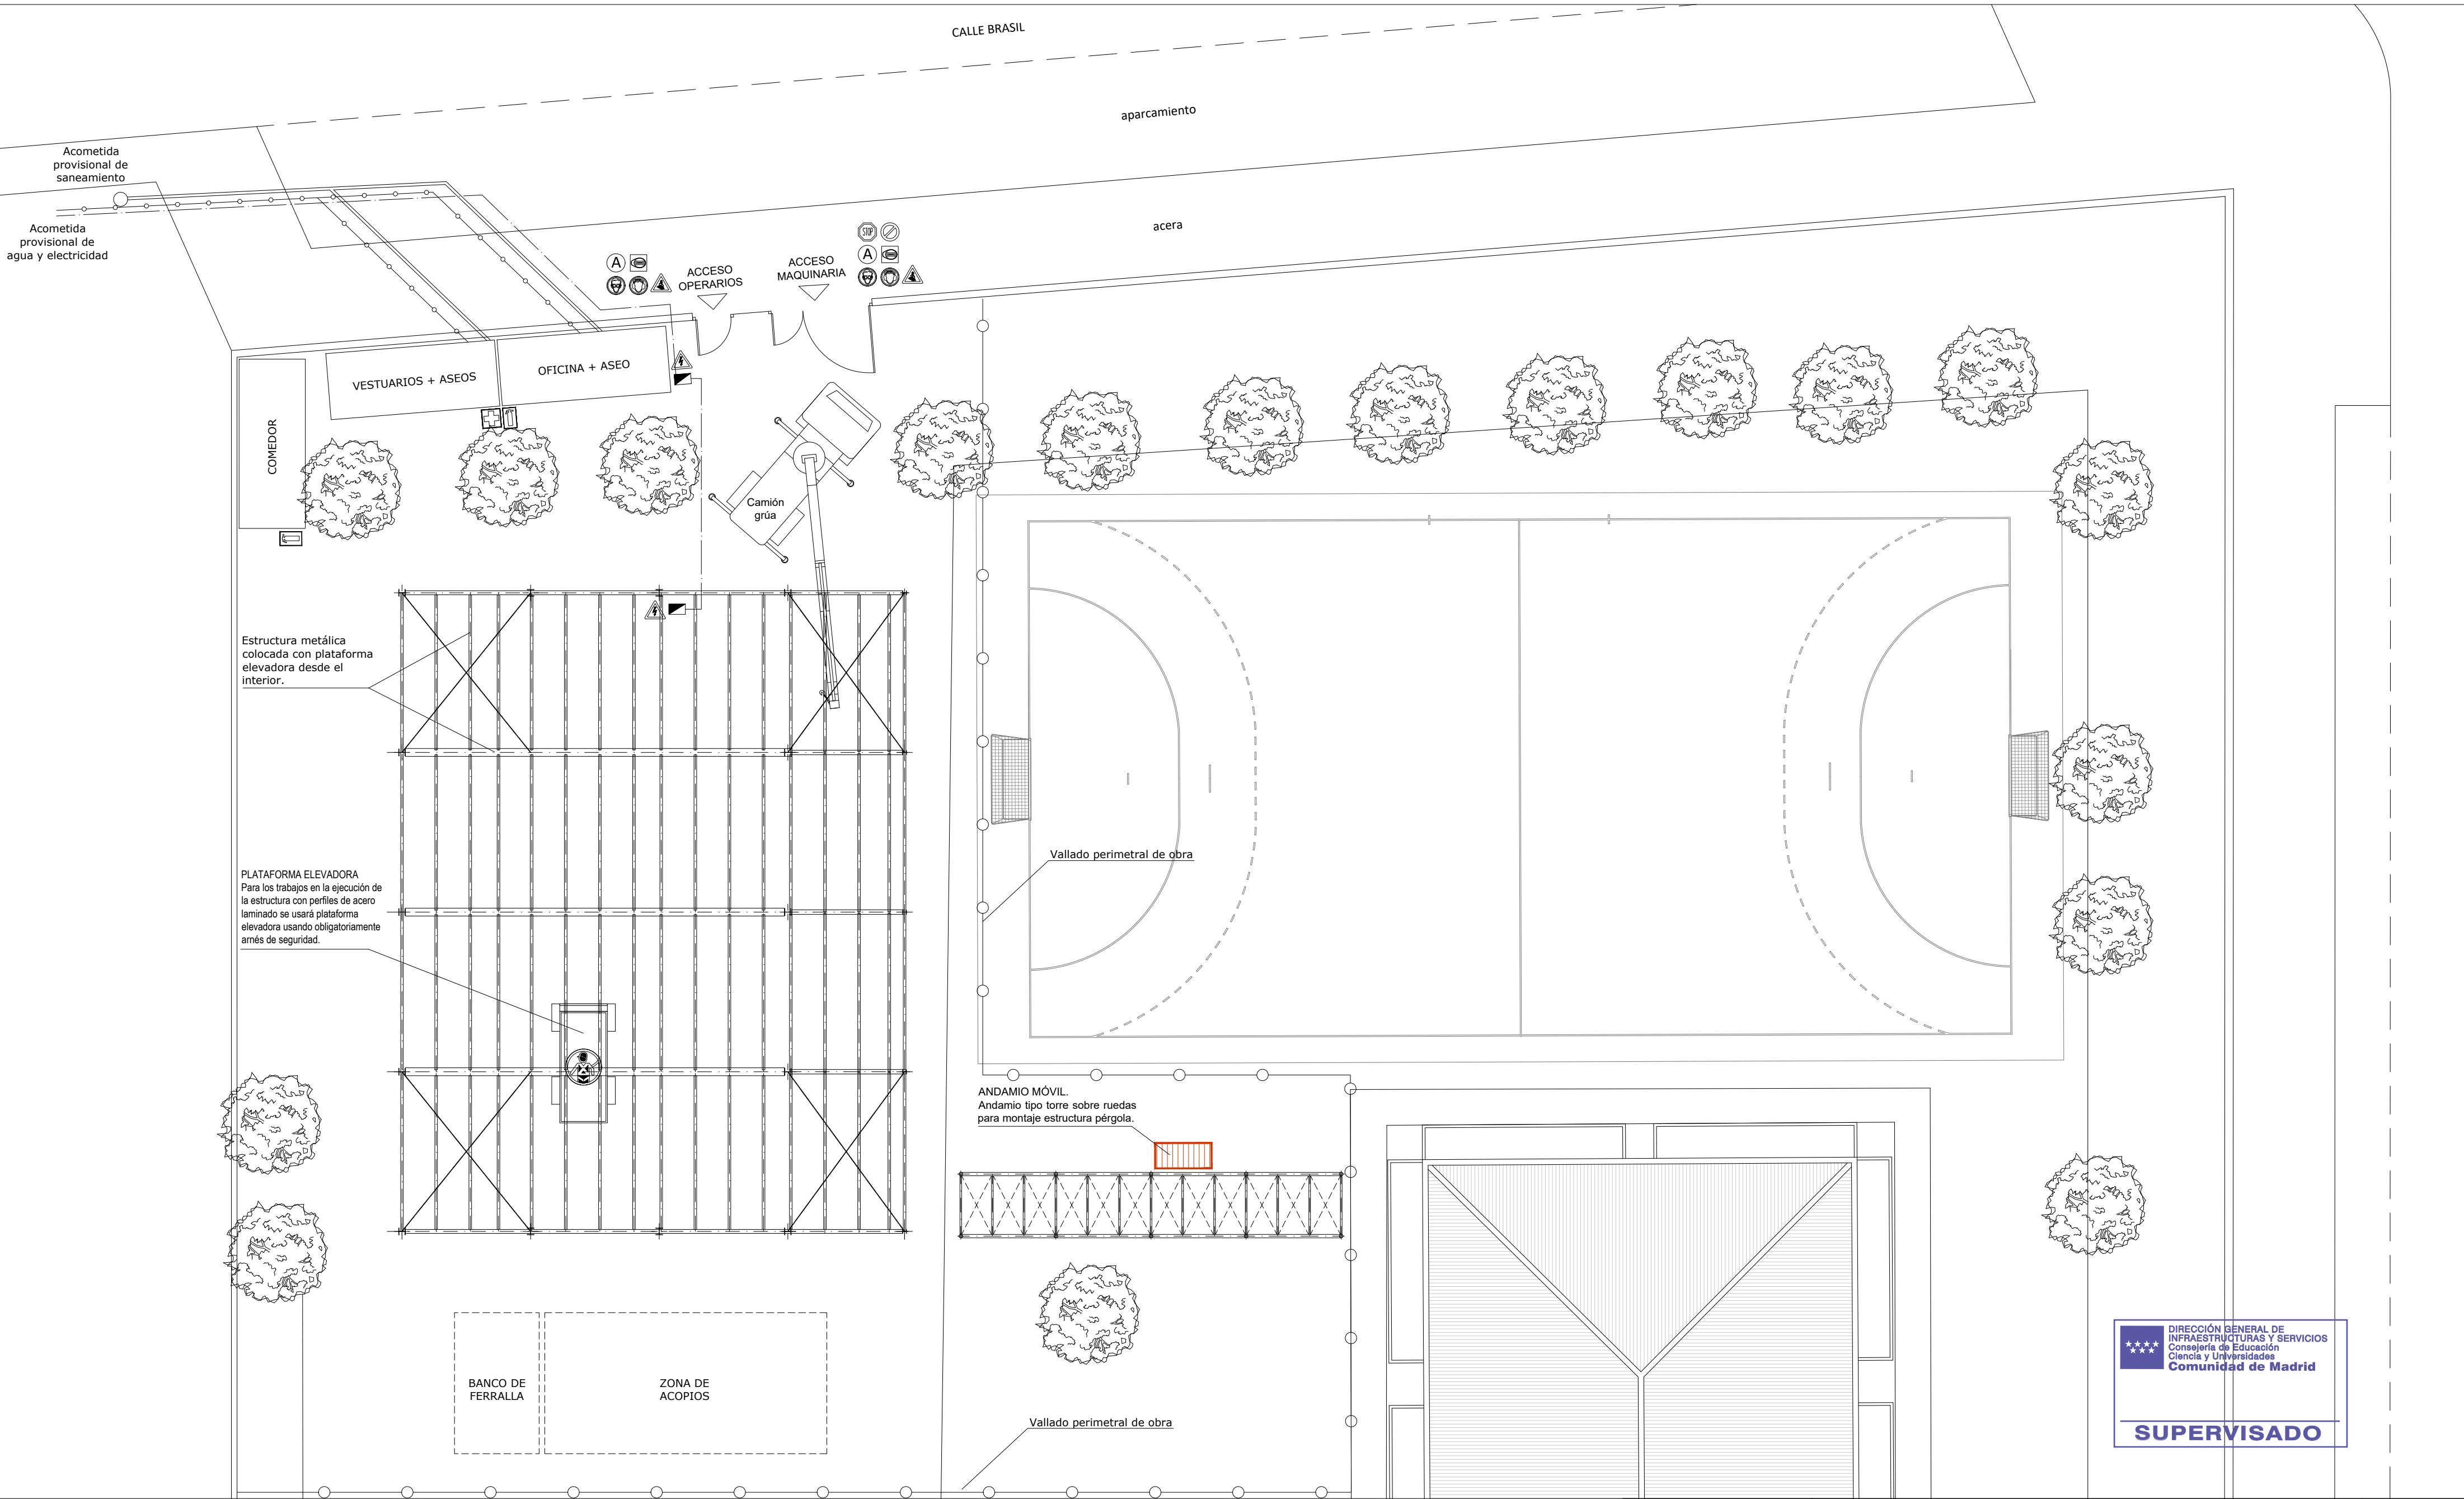 CALLE BRASIL
aparcamiento
acera
Acometida
provisional de
saneamiento
Acometida
provisional de
agua y electricidad
STOP
A
A
ACCESO
OPERARIOS
ACCESO
MAQUINARIA
VESTUARIOS + ASEOS
OFICINA + ASEO
COMEDOR
Camión
grúa
Estructura metálica
colocada con plataforma
elevadora desde el
interior.
PLATAFORMA ELEVADORA
Para los trabajos en la ejecución de
la estructura con perfiles de acero
laminado se usará plataforma
elevadora usando obligatoriamente
arnés de seguridad.
Vallado perimetral de obra
ANDAMIO MÓVIL.
Andamio tipo torre sobre ruedas
para montaje estructura pérgola.
BANCO DE
FERRALLA
ZONA DE
ACOPIOS
Vallado perimetral de obra
DIRECCIÓN GENERAL DE
INFRAESTRUCTURAS Y SERVICIOS
Consejería de Educación
Ciencia y Universidades
Comunidad de Madrid
SUPERVISADO